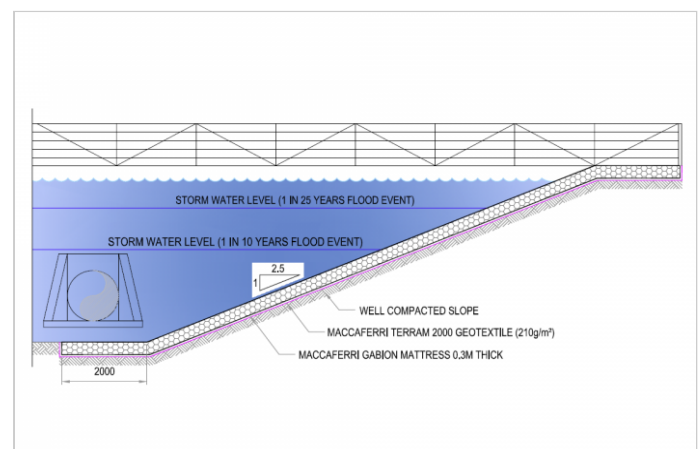 STORM WATER LEVEL (1 IN 25 YEARS FLOOD EVENT)
STORM WATER LEVEL (1 IN 10 YEARS FLOOD EVENT)
2.5
1
WELL COMPACTED SLOPE
MACCAFERRI TERRAM 2000 GEOTEXTILE (210g/m²)
MACCAFERRI GABION MATTRESS 0,3M THICK
2000